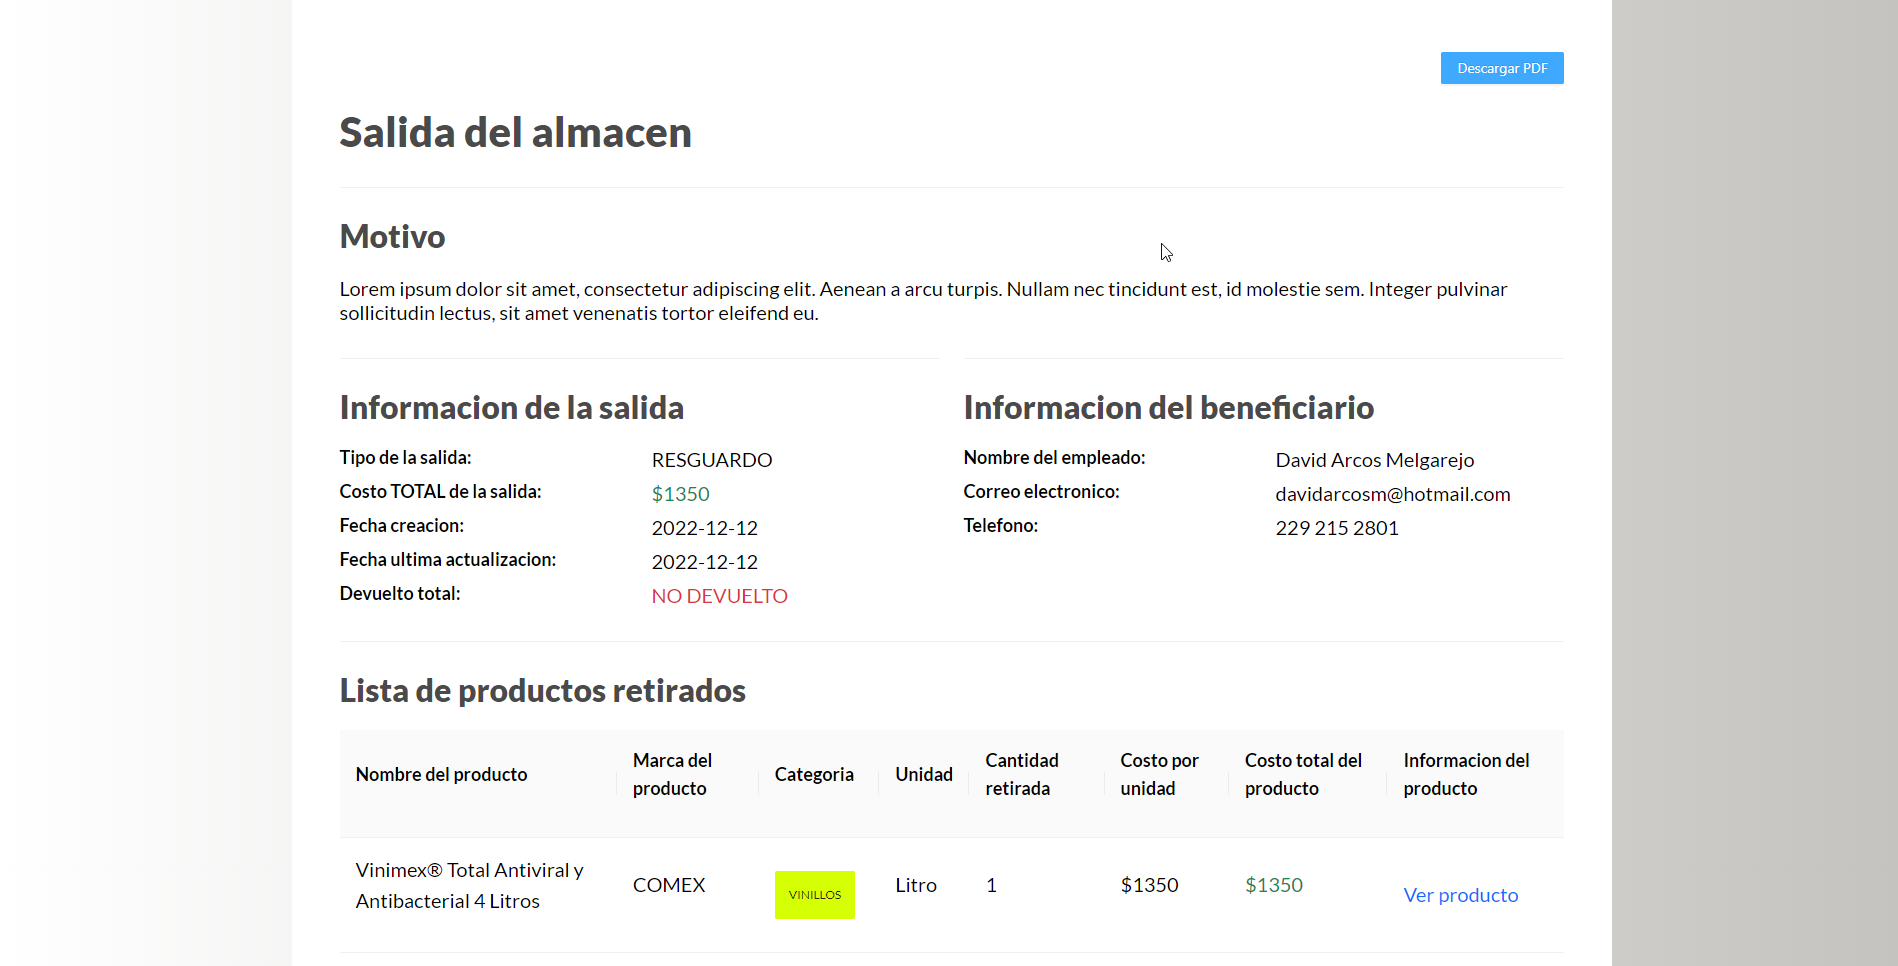 Descargar PDF
Salida del almacen
Motivo
Lorem ipsum dolor sit amet, consectetur adipiscing elit. Aenean a arcu turpis. Nullam nec tincidunt est, id molestie sem. Integer pulvinar
sollicitudin lectus, sit amet venenatis tortor eleifend eu.
Informacion de la salida
Tipo de la salida: RESGUARDO
Costo TOTAL de la salida: $1350
Fecha creacion: 2022-12-12
Fecha ultima actualizacion: 2022-12-12
Devuelto total: NO DEVUELTO
Informacion del beneficiario
Nombre del empleado: David Arcos Melgarejo
Correo electronico: davidarcosm@hotmail.com
Telefono: 229 215 2801
Lista de productos retirados
Nombre del producto
Marca del
producto
Categoria
Unidad
Cantidad
retirada
Costo por
unidad
Costo total del
producto
Informacion del
producto
Vinimex® Total Antiviral y
Antibacterial 4 Litros
COMEX
VINILLOS
Litro
1
$1350
$1350
Ver producto